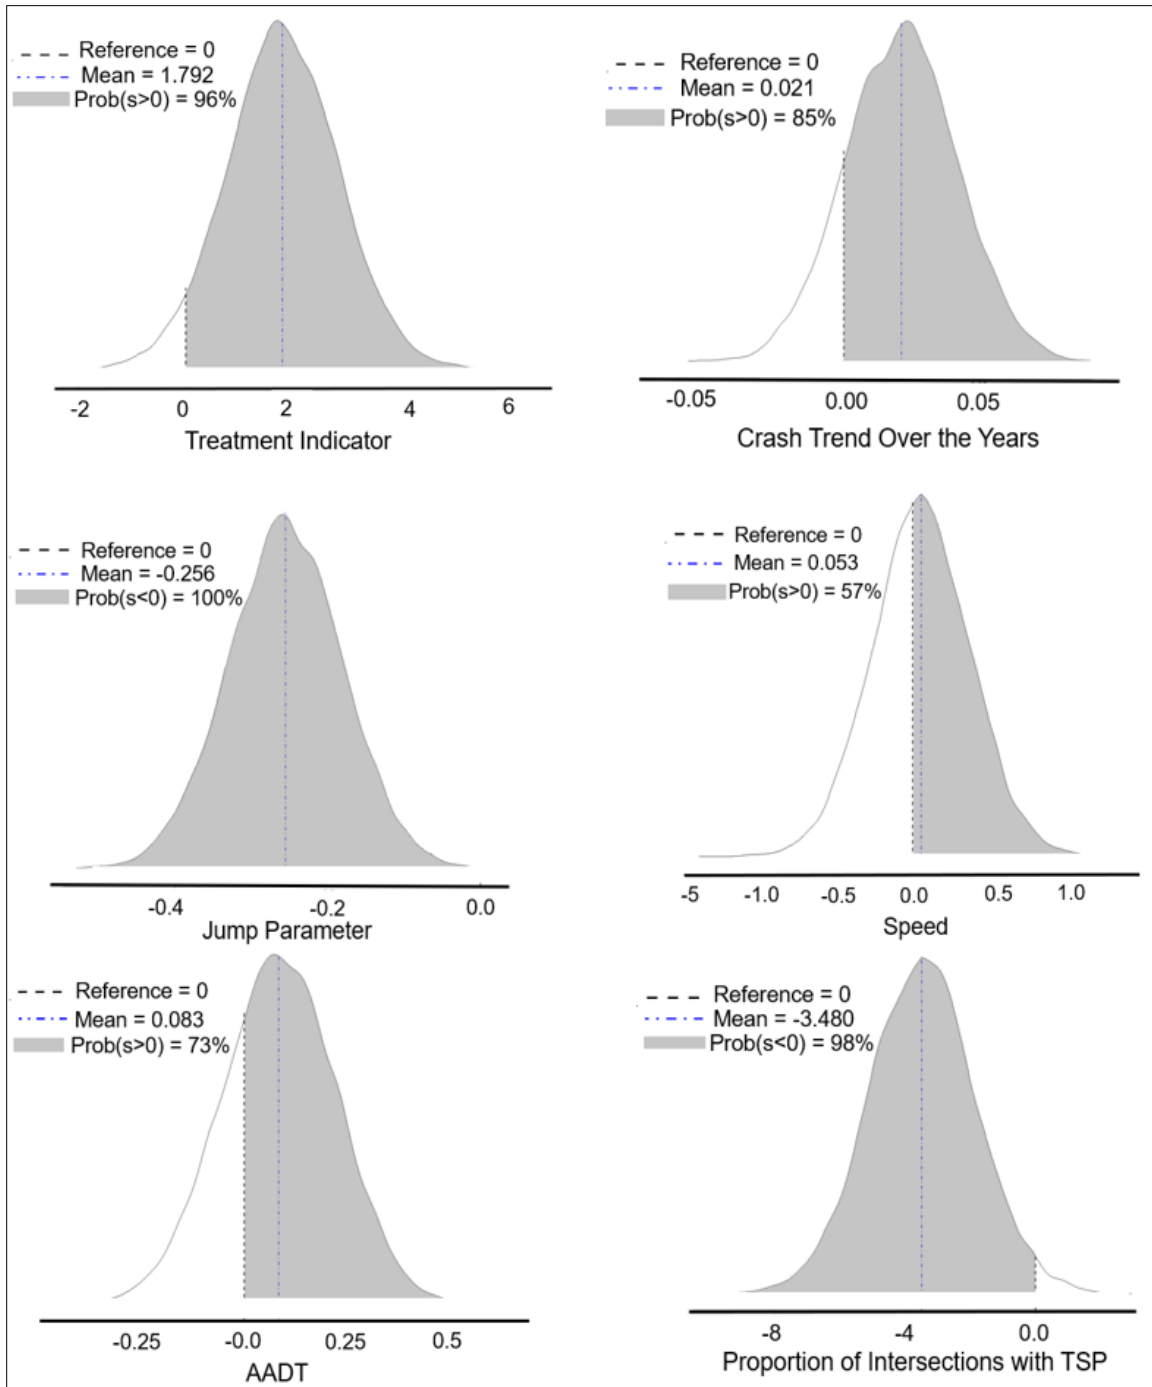 Reference = 0
Mean = 1.792
Prob(s>0) = 96%
-2 0 2 4 6
Treatment Indicator
Reference = 0
Mean = 0.021
Prob(s>0) = 85%
-0.05 0.00 0.05
Crash Trend Over the Years
Reference = 0
Mean = -0.256
Prob(s<0) = 100%
-0.4 -0.2 0.0
Jump Parameter
Reference = 0
Mean = 0.053
Prob(s>0) = 57%
-5 -1.0 -0.5 0.0 0.5 1.0
Speed
Reference = 0
Mean = 0.083
Prob(s>0) = 73%
-0.25 -0.0 0.25 0.5
AADT
Reference = 0
Mean = -3.480
Prob(s<0) = 98%
-8 -4 0.0
Proportion of Intersections with TSP